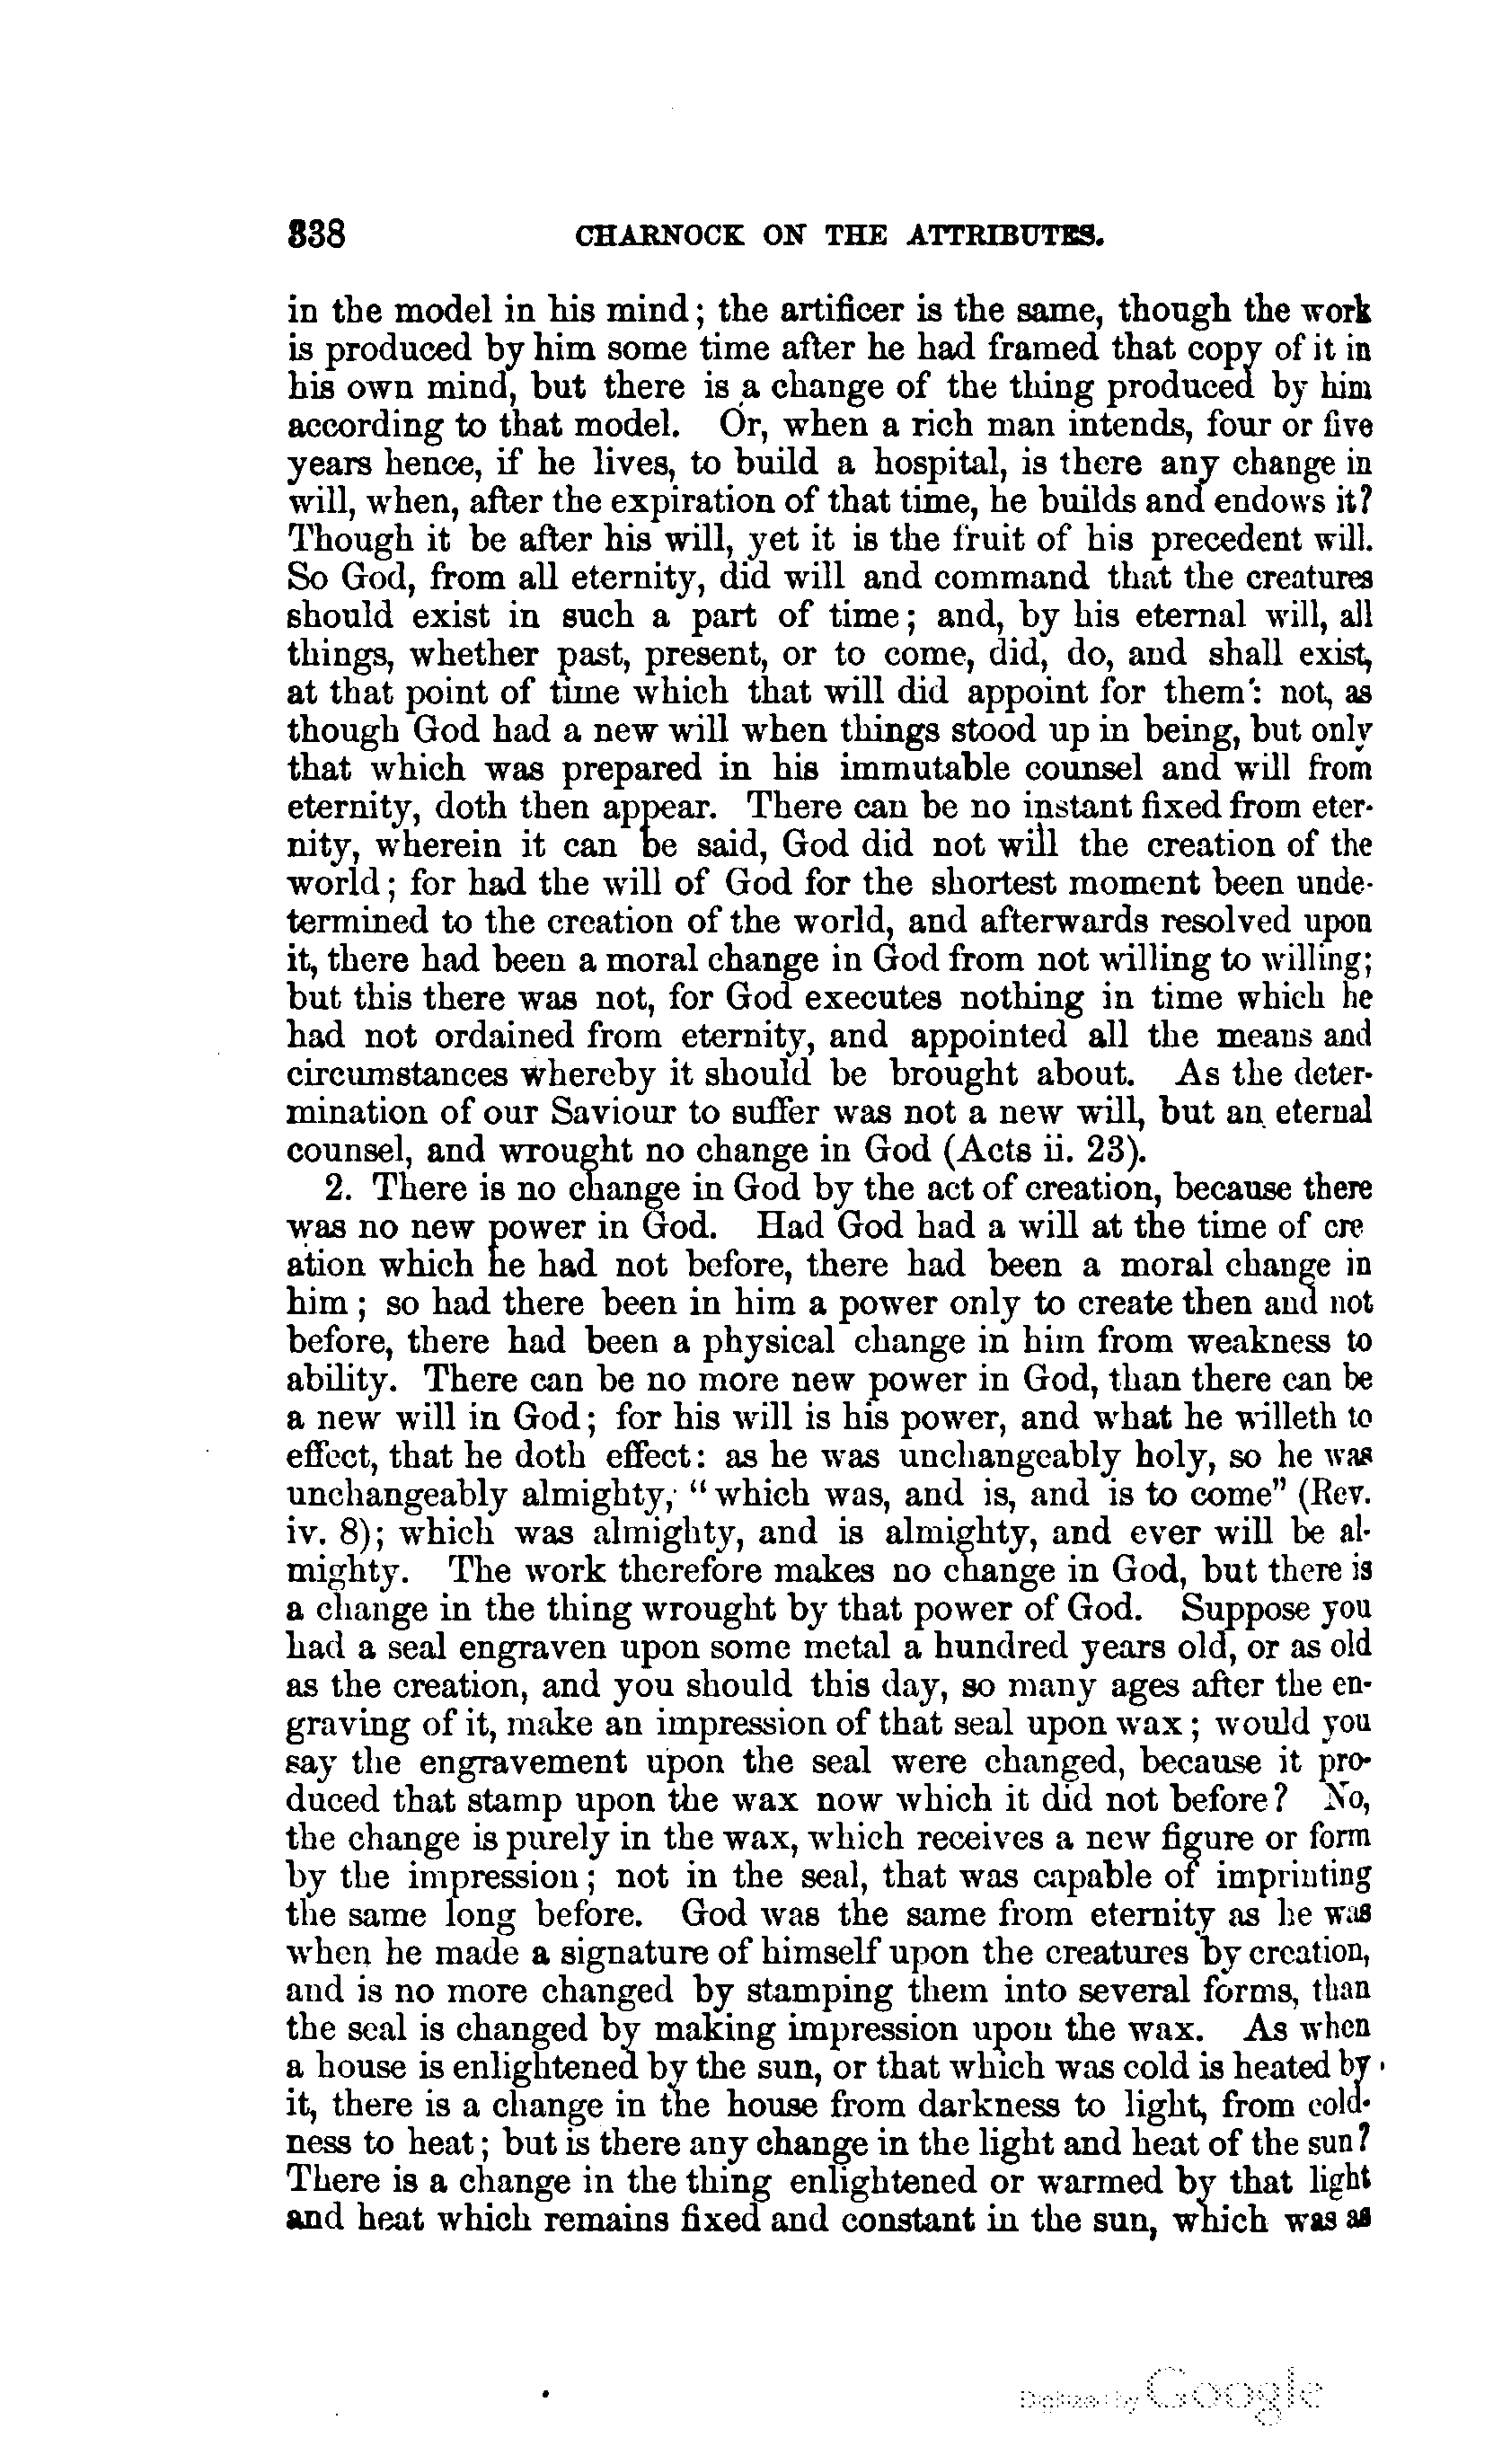 338 CHARNOCK ON THE ATTRIBUTES.
in the model in his mind; the artificer is the same, though the work
is produced by him some time after he had framed that copy of it in
his own mind, but there is a change of the thing produced by him
according to that model. Or, when a rich man intends, four or five
years hence, if he lives, to build a hospital, is there any change in
will, when, after the expiration of that time, he builds and endows it?
Though it be after his will, yet it is the fruit of his precedent will.
So God, from all eternity, did will and command that the creatures
should exist in such a part of time; and, by his eternal will, all
things, whether past, present, or to come, did, do, and shall exist,
at that point of time which that will did appoint for them: not, as
though God had a new will when things stood up in being, but only
that which was prepared in his immutable counsel and will from
eternity, doth then appear. There can be no instant fixed from eter-
nity, wherein it can be said, God did not will the creation of the
world; for had the will of God for the shortest moment been unde-
termined to the creation of the world, and afterwards resolved upon
it, there had been a moral change in God from not willing to willing;
but this there was not, for God executes nothing in time which he
had not ordained from eternity, and appointed all the means and
circumstances whereby it should be brought about. As the deter-
mination of our Saviour to suffer was not a new will, but an eternal
counsel, and wrought no change in God (Acts ii. 23).
2. There is no change in God by the act of creation, because there
was no new power in God. Had God had a will at the time of cre
ation which he had not before, there had been a moral change in
him; so had there been in him a power only to create then and not
before, there had been a physical change in him from weakness to
ability. There can be no more new power in God, than there can be
a new will in God; for his will is his power, and what he willeth to
effect, that he doth effect: as he was unchangeably holy, so he was
unchangeably almighty, "which was, and is, and is to come" (Rev.
iv. 8); which was almighty, and is almighty, and ever will be al-
mighty. The work therefore makes no change in God, but there is
a change in the thing wrought by that power of God. Suppose you
had a seal engraven upon some metal a hundred years old, or as old
as the creation, and you should this day, so many ages after the en-
graving of it, make an impression of that seal upon wax; would you
say the engravement upon the seal were changed, because it pro-
duced that stamp upon the wax now which it did not before? No,
the change is purely in the wax, which receives a new figure or form
by the impression; not in the seal, that was capable of imprinting
the same long before. God was the same from eternity as he was
when he made a signature of himself upon the creatures by creation,
and is no more changed by stamping them into several forms, than
the seal is changed by making impression upon the wax. As when
a house is enlightened by the sun, or that which was cold is heated by
it, there is a change in the house from darkness to light, from cold-
ness to heat; but is there any change in the light and heat of the sun?
There is a change in the thing enlightened or warmed by that light
and heat which remains fixed and constant in the sun, which was as
Digitized by Google